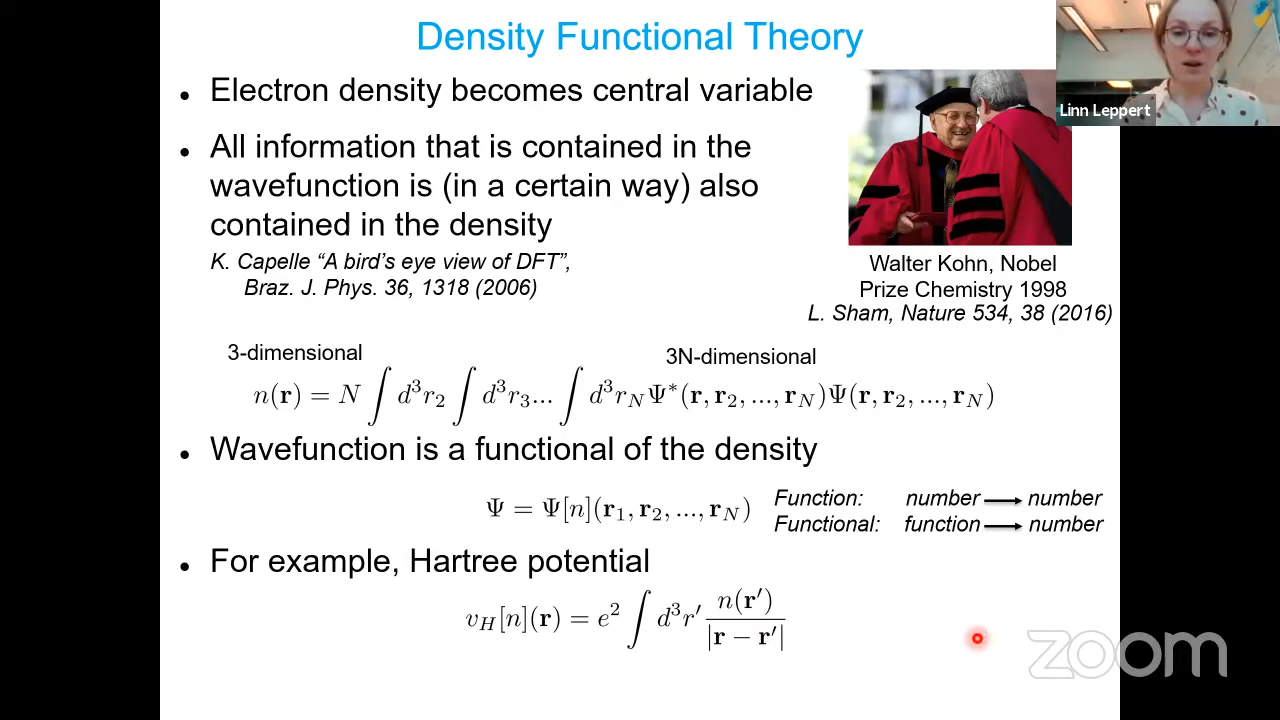 Density Functional Theory
Linn Leppert
• Electron density becomes central variable
• All information that is contained in the
wavefunction is (in a certain way) also
contained in the density
K. Capelle “A bird’s eye view of DFT”,
Braz. J. Phys. 36, 1318 (2006)
Walter Kohn, Nobel
Prize Chemistry 1998
L. Sham, Nature 534, 38 (2016)
3-dimensional
3N-dimensional
n(r) = N ∫ d³r₂ ∫ d³r₃... ∫ d³r_N Ψ*(r, r₂, ..., r_N)Ψ(r, r₂, ..., r_N)
• Wavefunction is a functional of the density
Ψ = Ψ[n](r₁, r₂, ..., r_N)
Function: number → number
Functional: function → number
• For example, Hartree potential
v_H[n](r) = e² ∫ d³r′ n(r′) / |r − r′|
zoom